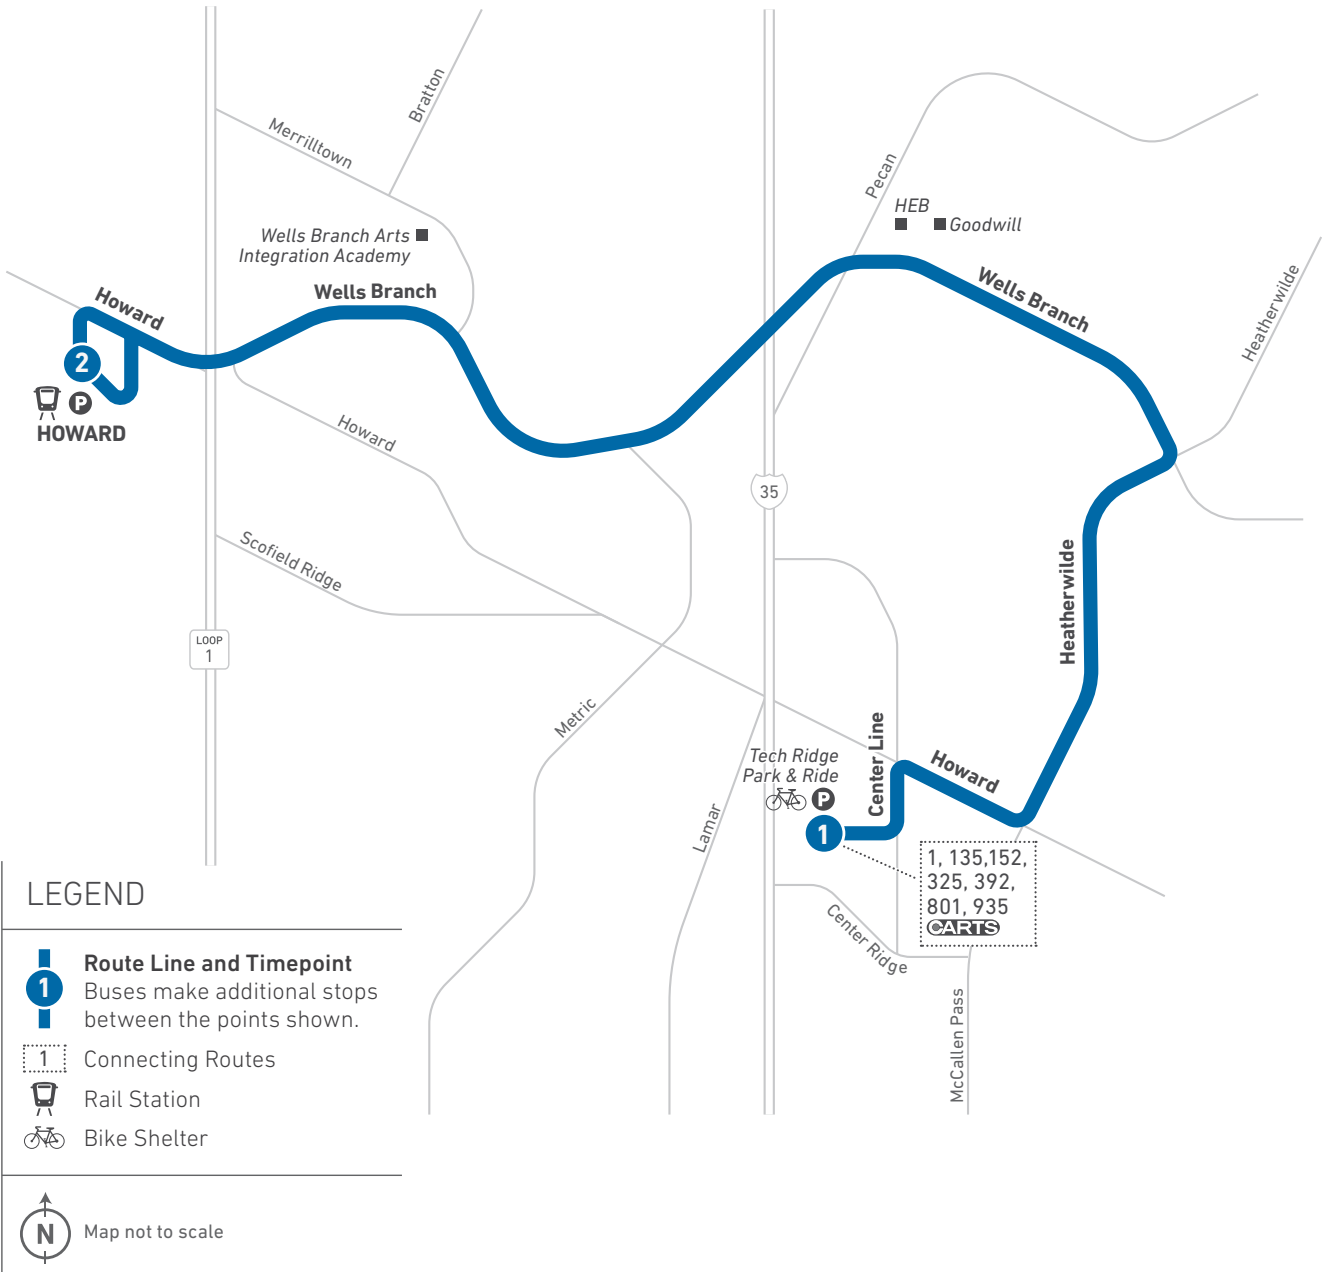 Bratton
Merrilltown
Pecan
HEB
Goodwill
Wells Branch Arts
Integration Academy
Wells Branch
Wells Branch
Heatherwilde
Howard
2
P
HOWARD
Howard
35
Scofield Ridge
Heatherwilde
LOOP
1
Metric
Center Line
Tech Ridge
Park & Ride
P
Howard
Lamar
1
1, 135,152,
325, 392,
801, 935
CARTS
Center Ridge
McCallen Pass
LEGEND
Route Line and Timepoint
1
Buses make additional stops
between the points shown.
1 Connecting Routes
Rail Station
Bike Shelter
N
Map not to scale